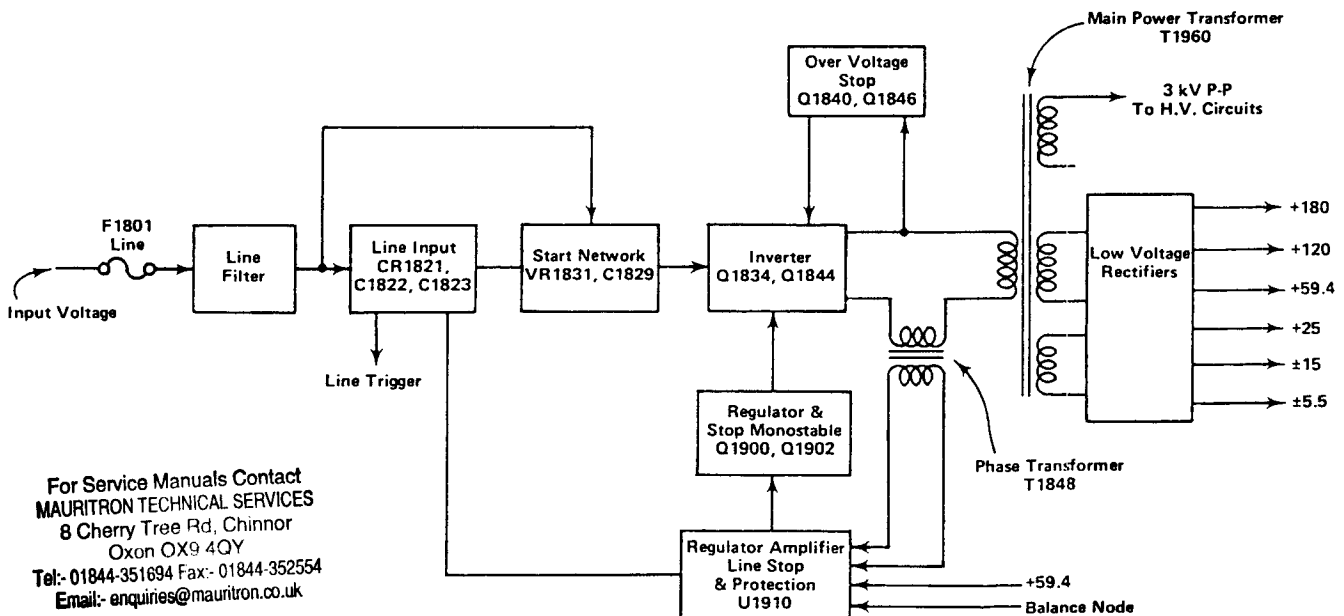 Main Power Transformer
T1960
Over Voltage
Stop
Q1840, Q1846
3 kV P-P
To H.V. Circuits
F1801
Line
Input Voltage
Line
Filter
Line Input
CR1821,
C1822, C1823
Start Network
VR1831, C1829
Inverter
Q1834, Q1844
Low Voltage
Rectifiers
+180
+120
+59.4
+25
±15
±5.5
Line Trigger
Regulator &
Stop Monostable
Q1900, Q1902
Phase Transformer
T1848
Regulator Amplifier
Line Stop
& Protection
U1910
+59.4
Balance Node
For Service Manuals Contact
MAURITRON TECHNICAL SERVICES
8 Cherry Tree Rd, Chinnor
Oxon OX9 4QY
Tel:- 01844-351694 Fax:- 01844-352554
Email:- enquiries@mauritron.co.uk